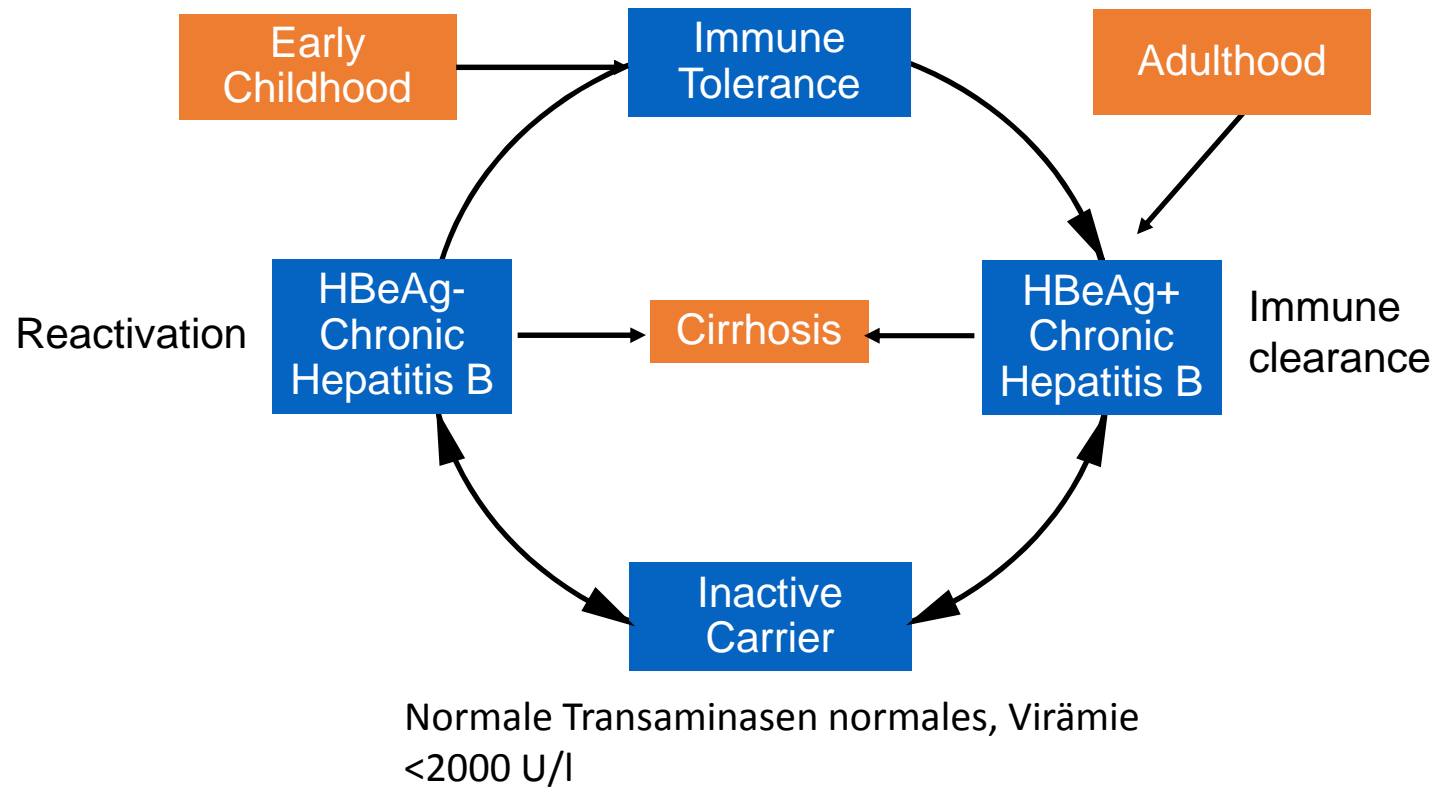 Early
Childhood
Immune
Tolerance
Adulthood
Reactivation
HBeAg-
Chronic
Hepatitis B
Cirrhosis
HBeAg+
Chronic
Hepatitis B
Immune
clearance
Inactive
Carrier
Normale Transaminasen normales, Virämie
<2000 U/l